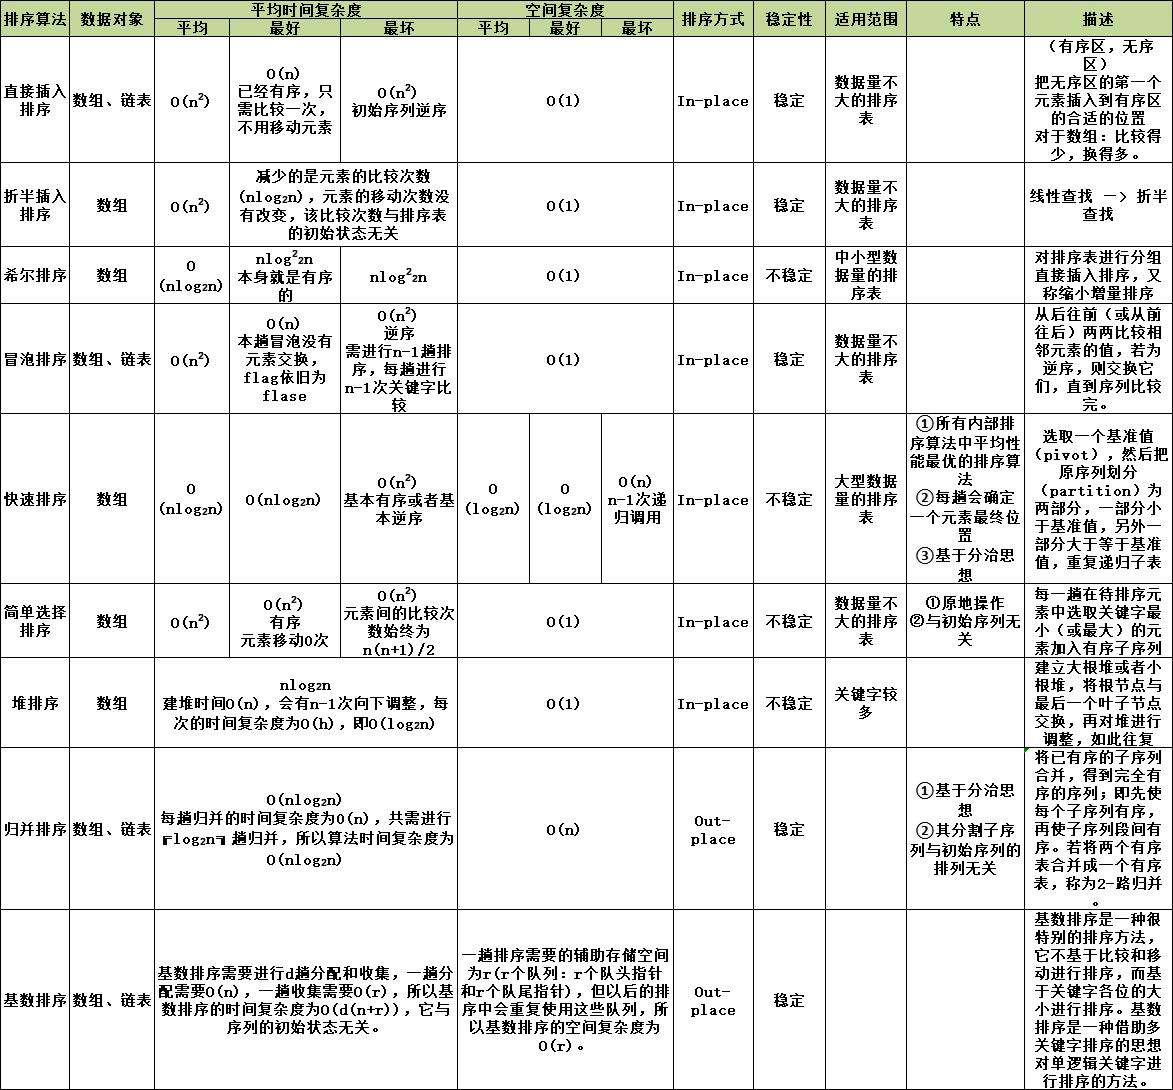 排序算法
数据对象
平均时间复杂度
空间复杂度
排序方式
稳定性
适用范围
特点
描述
平均
最好
最坏
平均
最好
最坏
直接插入
排序
数组、链表
O(n²)
O(n)
已经有序，只
需比较一次，
不用移动元素
O(n²)
初始序列逆序
O(1)
In-place
稳定
数据量不
大的排序
表
（有序区，无序
区）
把无序区的第一个
元素插入到有序区
的合适的位置
对于数组：比较得
少，换得多。
折半插入
排序
数组
O(n²)
减少的是元素的比较次数
(nlog₂n)，元素的移动次数没
有改变，该比较次数与排序表
的初始状态无关
O(1)
In-place
稳定
数据量不
大的排序
表
线性查找 —> 折半
查找
希尔排序
数组
O
(nlog₂n)
nlog²₂n
本身就是有序
的
nlog²₂n
O(1)
In-place
不稳定
中小型数
据量的排
序表
对排序表进行分组
直接插入排序，又
称缩小增量排序
冒泡排序
数组、链表
O(n²)
O(n)
本趟冒泡没有
元素交换，
flag依旧为
flase
O(n²)
逆序
需进行n-1趟排
序，每趟进行
n-1次关键字比
较
O(1)
In-place
稳定
数据量不
大的排序
表
从后往前（或从前
往后）两两比较相
邻元素的值，若为
逆序，则交换它
们，直到序列比较
完。
快速排序
数组
O
(nlog₂n)
O(nlog₂n)
O(n²)
基本有序或者基
本逆序
O
(log₂n)
O
(log₂n)
O(n)
n-1次递
归调用
In-place
不稳定
大型数据
量的排序
表
①所有内部排
序算法中平均性
能最优的排序算
法
②每趟会确定
一个元素最终位
置
③基于分治思
想
选取一个基准值
（pivot），然后把
原序列划分
（partition）为
两部分，一部分小
于基准值，另外一
部分大于等于基准
值，重复递归子表
简单选择
排序
数组
O(n²)
O(n²)
有序
元素移动0次
O(n²)
元素间的比较次
数始终为
n(n+1)/2
O(1)
In-place
不稳定
数据量不
大的排序
表
①原地操作
②与初始序列无
关
每一趟在待排序元
素中选取关键字最
小（或最大）的元
素加入有序子序列
堆排序
数组
nlog₂n
建堆时间O(n)，会有n-1次向下调整，每
次的时间复杂度为O(h)，即O(log₂n)
O(1)
In-place
不稳定
关键字较
多
建立大根堆或者小
根堆，将根节点与
最后一个叶子节点
交换，再对堆进行
调整，如此往复
归并排序
数组、链表
O(nlog₂n)
每趟归并的时间复杂度为O(n)，共需进行
╔log₂n╗ 趟归并，所以算法时间复杂度为
O(nlog₂n)
O(n)
Out-
place
稳定
①基于分治思
想
②其分割子序
列与初始序列的
排列无关
将已有序的子序列
合并，得到完全有
序的序列；即先使
每个子序列有序，
再使子序列段间有
序。若将两个有序
表合并成一个有序
表，称为2-路归并
。
基数排序
数组、链表
基数排序需要进行d趟分配和收集，一趟分
配需要O(n)，一趟收集需要O(r)，所以基
数排序的时间复杂度为O(d(n+r))，它与
序列的初始状态无关。
一趟排序需要的辅助存储空间
为r(r个队列：r个队头指针
和r个队尾指针)，但以后的排
序中会重复使用这些队列，所
以基数排序的空间复杂度为
O(r)。
Out-
place
稳定
基数排序是一种很
特别的排序方法，
它不基于比较和移
动进行排序，而基
于关键字各位的大
小进行排序。基数
排序是一种借助多
关键字排序的思想
对单逻辑关键字进
行排序的方法。